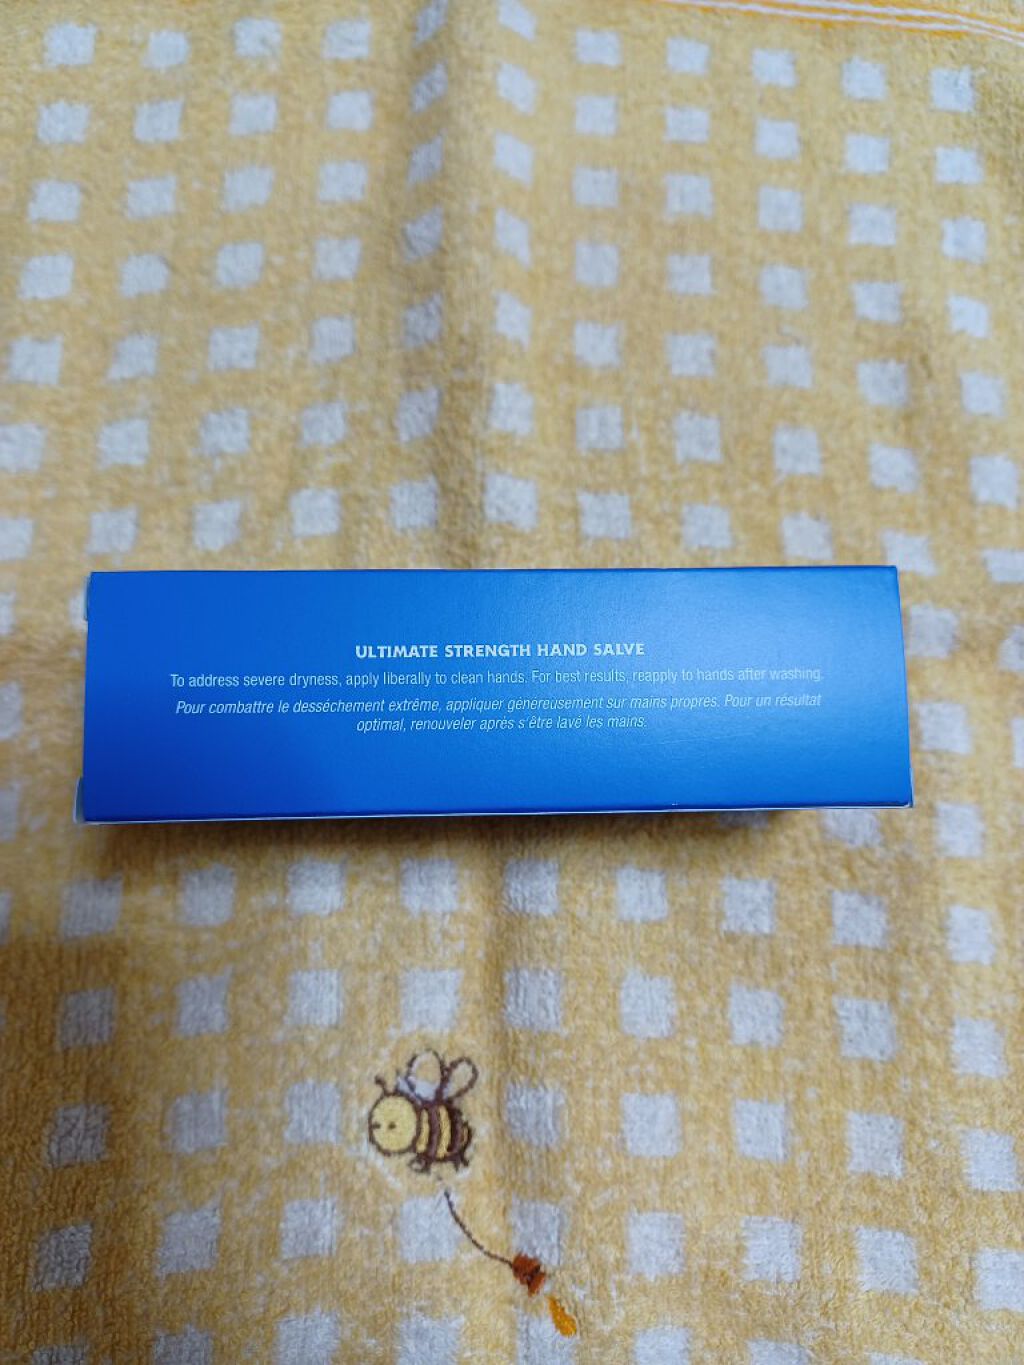 ULTIMATE STRENGTH HAND SALVE
To address severe dryness, apply liberally to clean hands. For best results, reapply to hands after washing.
Pour combattre le desséchement extrême, appliquer généreusement sur mains propres. Pour un résultat
optimal, renouveler après s'être lavé les mains.